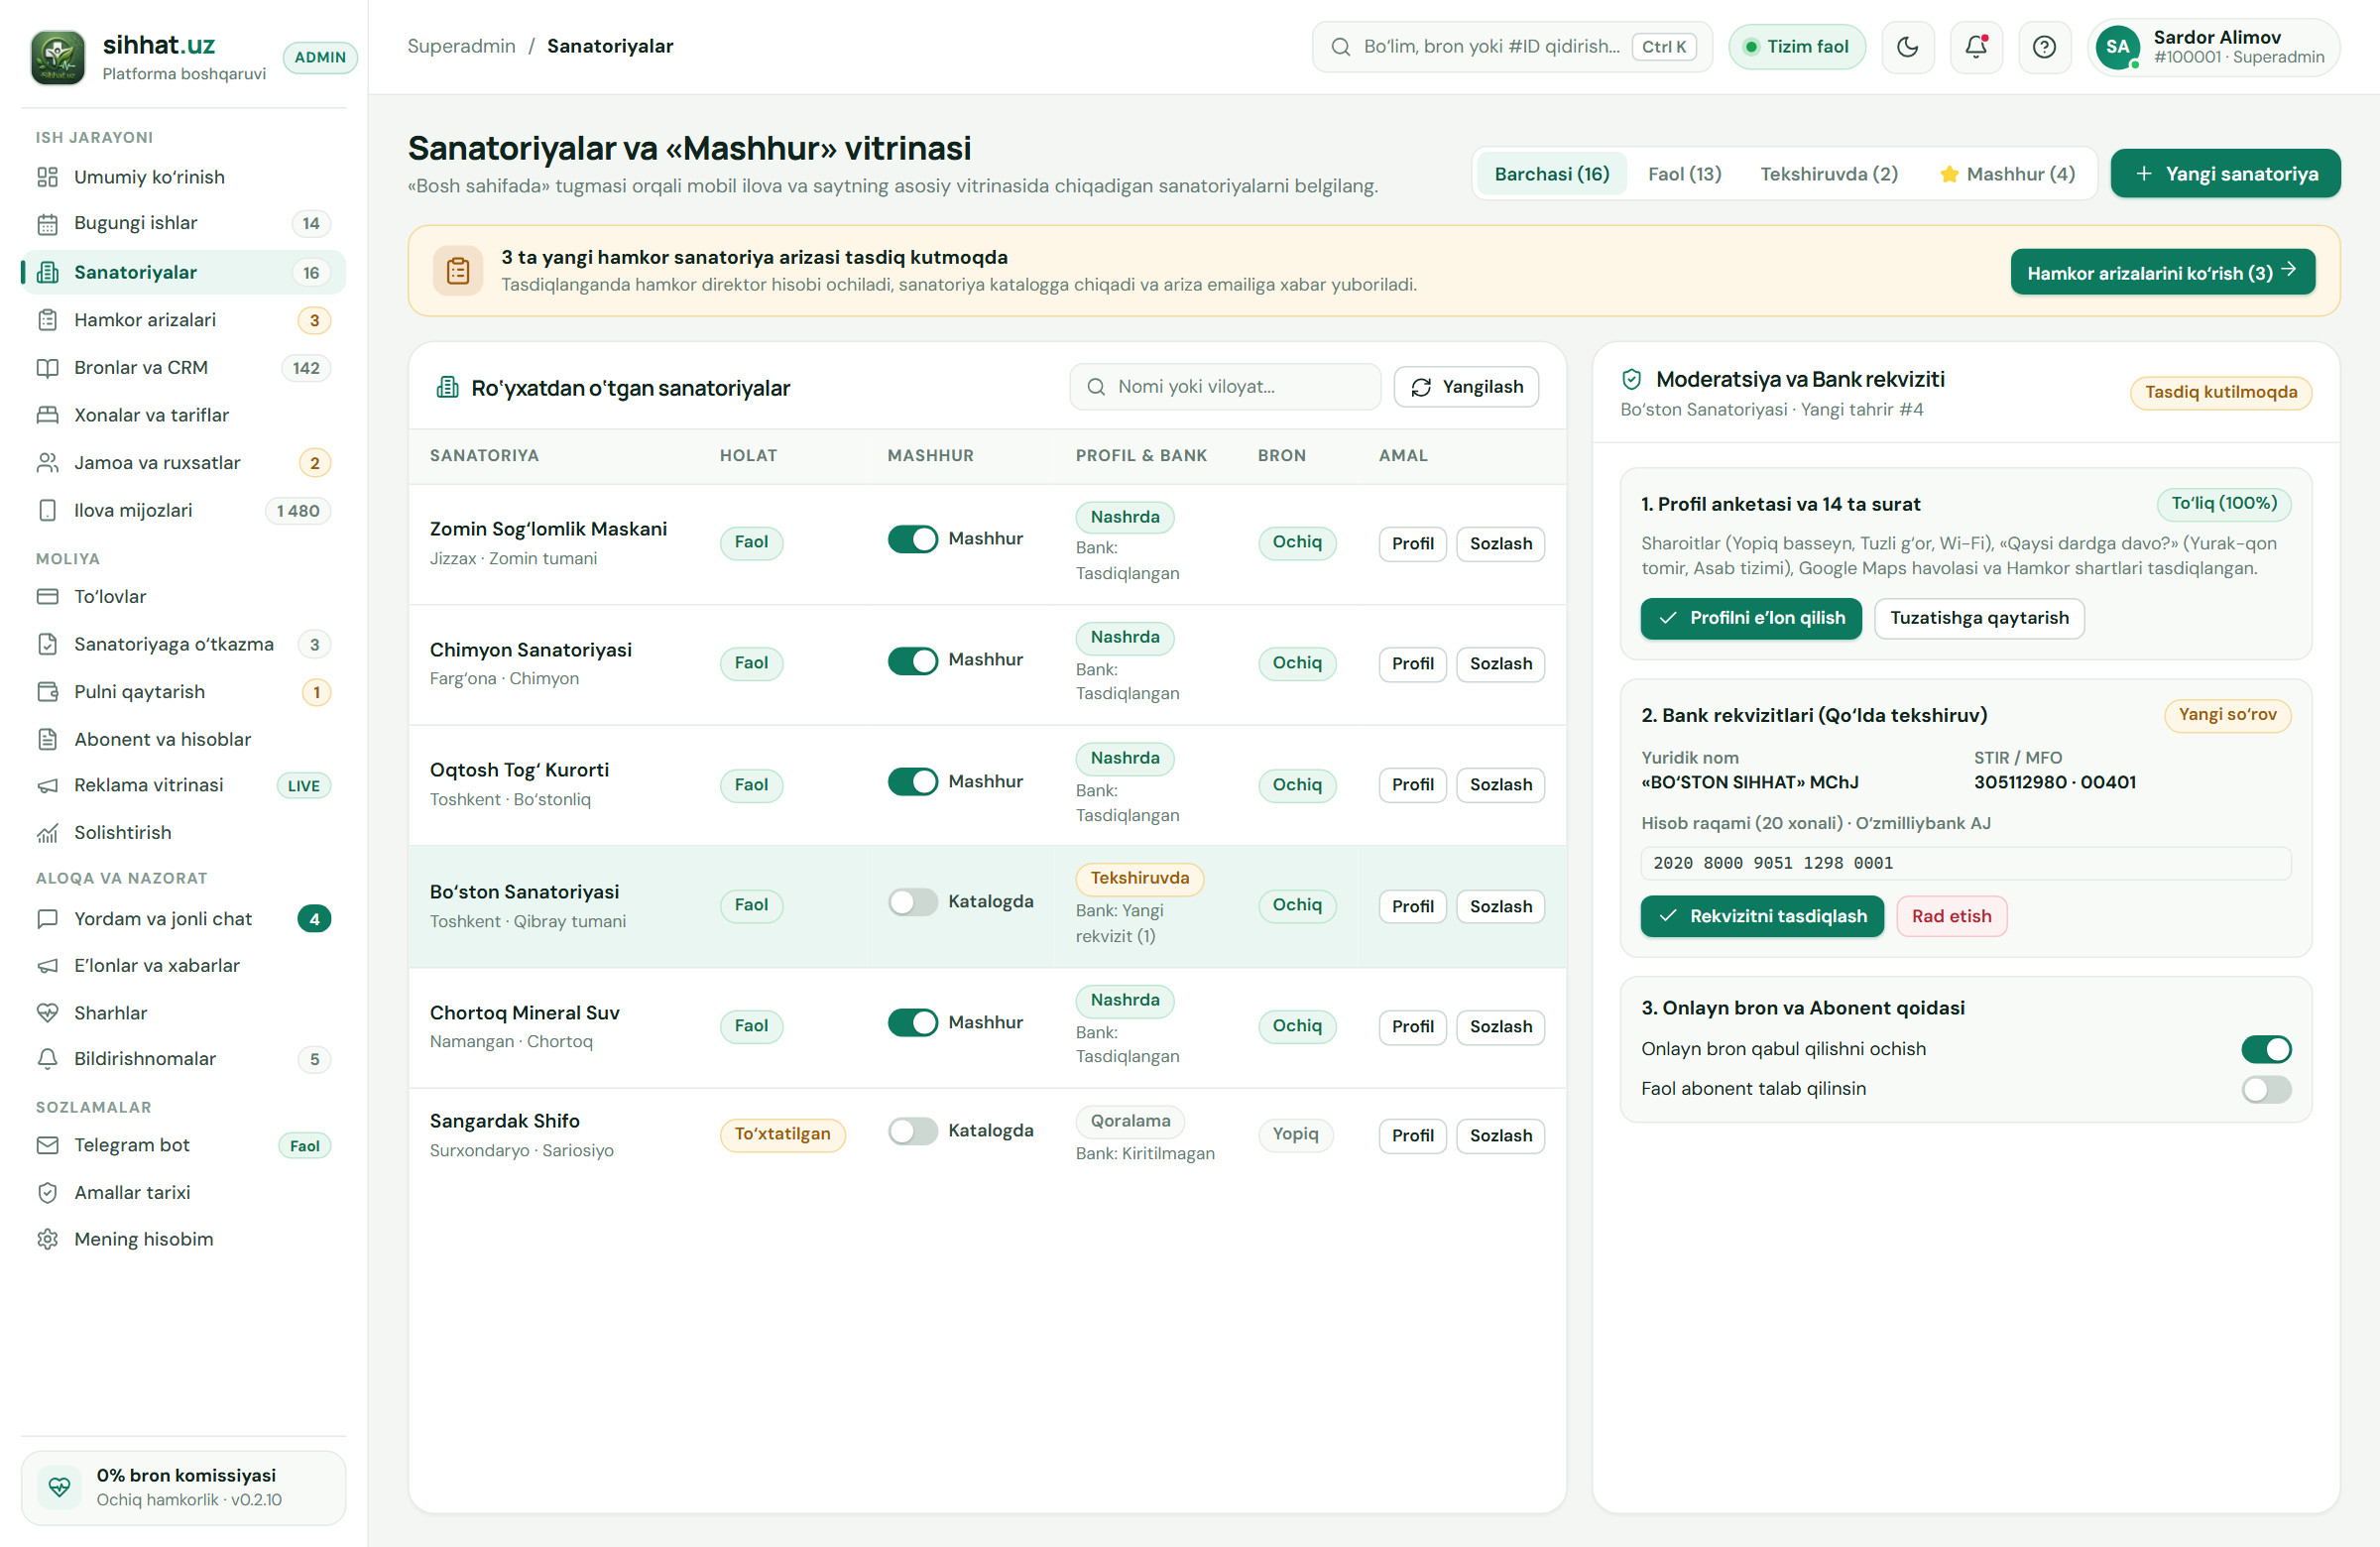 sihhat.uz
Platforma boshqaruvi
ADMIN
ISH JARAYONI
Umumiy ko‘rinish
Bugungi ishlar 14
Sanatoriyalar 16
Hamkor arizalari 3
Bronlar va CRM 142
Xonalar va tariflar
Jamoa va ruxsatlar 2
Ilova mijozlari 1 480
MOLIYA
To‘lovlar
Sanatoriyaga o‘tkazma 3
Pulni qaytarish 1
Abonent va hisoblar
Reklama vitrinasi LIVE
Solishtirish
ALOQA VA NAZORAT
Yordam va jonli chat 4
E’lonlar va xabarlar
Sharhlar
Bildirishnomalar 5
SOZLAMALAR
Telegram bot Faol
Amallar tarixi
Mening hisobim
0% bron komissiyasi
Ochiq hamkorlik · v0.2.10
Superadmin / Sanatoriyalar
Bo‘lim, bron yoki #ID qidirish... Ctrl K
Tizim faol
SA
Sardor Alimov
#100001 · Superadmin
Sanatoriyalar va «Mashhur» vitrinasi
«Bosh sahifada» tugmasi orqali mobil ilova va saytning asosiy vitrinasida chiqadigan sanatoriyalarni belgilang.
Barchasi (16) Faol (13) Tekshiruvda (2) Mashhur (4)
+ Yangi sanatoriya
3 ta yangi hamkor sanatoriya arizasi tasdiq kutmoqda
Tasdiqlanganda hamkor direktor hisobi ochiladi, sanatoriya katalogga chiqadi va ariza emailiga xabar yuboriladi.
Hamkor arizalarini ko‘rish (3) →
Ro‘yxatdan o‘tgan sanatoriyalar
Nomi yoki viloyat...
Yangilash
SANATORIYA HOLAT MASHHUR PROFIL & BANK BRON AMAL
Zomin Sog‘lomlik Maskani
Jizzax · Zomin tumani
Faol
Mashhur
Nashrda
Bank:
Tasdiqlangan
Ochiq
Profil Sozlash
Chimyon Sanatoriyasi
Farg‘ona · Chimyon
Faol
Mashhur
Nashrda
Bank:
Tasdiqlangan
Ochiq
Profil Sozlash
Oqtosh Tog‘ Kurorti
Toshkent · Bo‘stonliq
Faol
Mashhur
Nashrda
Bank:
Tasdiqlangan
Ochiq
Profil Sozlash
Bo‘ston Sanatoriyasi
Toshkent · Qibray tumani
Faol
Katalogda
Tekshiruvda
Bank: Yangi
rekvizit (1)
Ochiq
Profil Sozlash
Chortoq Mineral Suv
Namangan · Chortoq
Faol
Mashhur
Nashrda
Bank:
Tasdiqlangan
Ochiq
Profil Sozlash
Sangardak Shifo
Surxondaryo · Sariosiyo
To‘xtatilgan
Katalogda
Qoralama
Bank: Kiritilmagan
Yopiq
Profil Sozlash
Moderatsiya va Bank rekviziti
Bo‘ston Sanatoriyasi · Yangi tahrir #4
Tasdiq kutilmoqda
1. Profil anketasi va 14 ta surat
To‘liq (100%)
Sharoitlar (Yopiq basseyn, Tuzli g‘or, Wi-Fi), «Qaysi dardga davo?» (Yurak-qon
tomir, Asab tizimi), Google Maps havolasi va Hamkor shartlari tasdiqlangan.
Profilni e’lon qilish
Tuzatishga qaytarish
2. Bank rekvizitlari (Qo‘lda tekshiruv)
Yangi so‘rov
Yuridik nom STIR / MFO
«BO‘STON SIHHAT» MChJ 305112980 · 00401
Hisob raqami (20 xonali) · O‘zmilliybank AJ
2020 8000 9051 1298 0001
Rekvizitni tasdiqlash
Rad etish
3. Onlayn bron va Abonent qoidasi
Onlayn bron qabul qilishni ochish
Faol abonent talab qilinsin